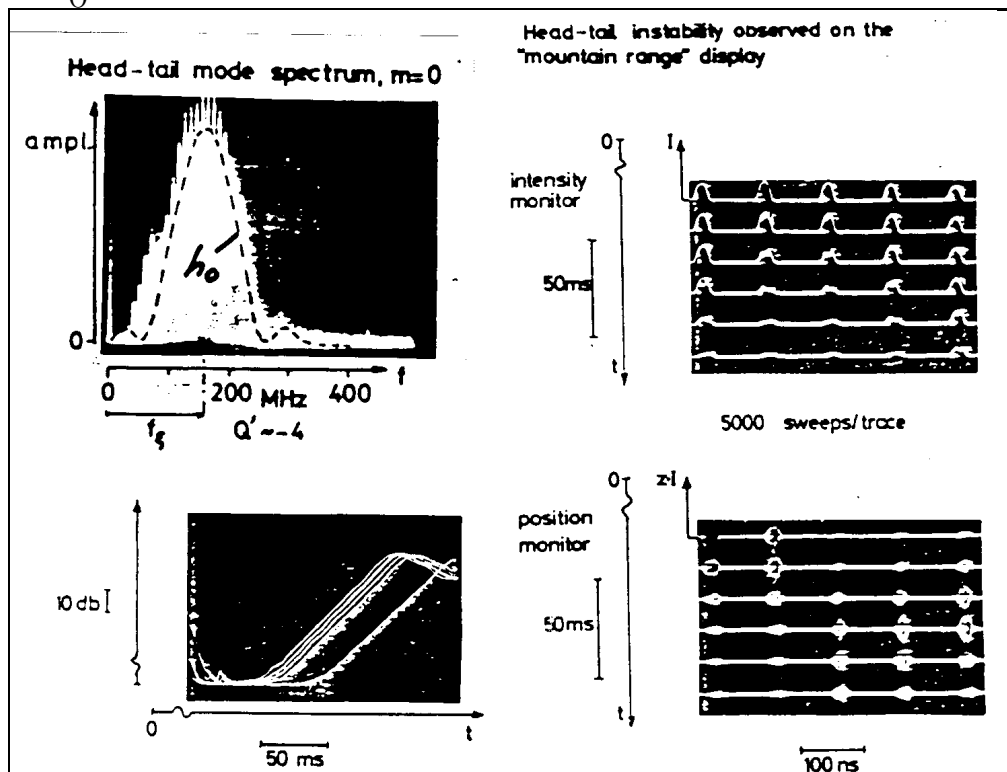 Head-tail mode spectrum, m=0
ampl.
0
h₀
0
200
400
f
MHz
f_ξ
Q' ~ -4
Head-tail instability observed on the
"mountain range" display
0
I
intensity
monitor
50ms
t
5000 sweeps/trace
10 db
0
t
50 ms
0
z·I
position
monitor
50ms
t
100 ns